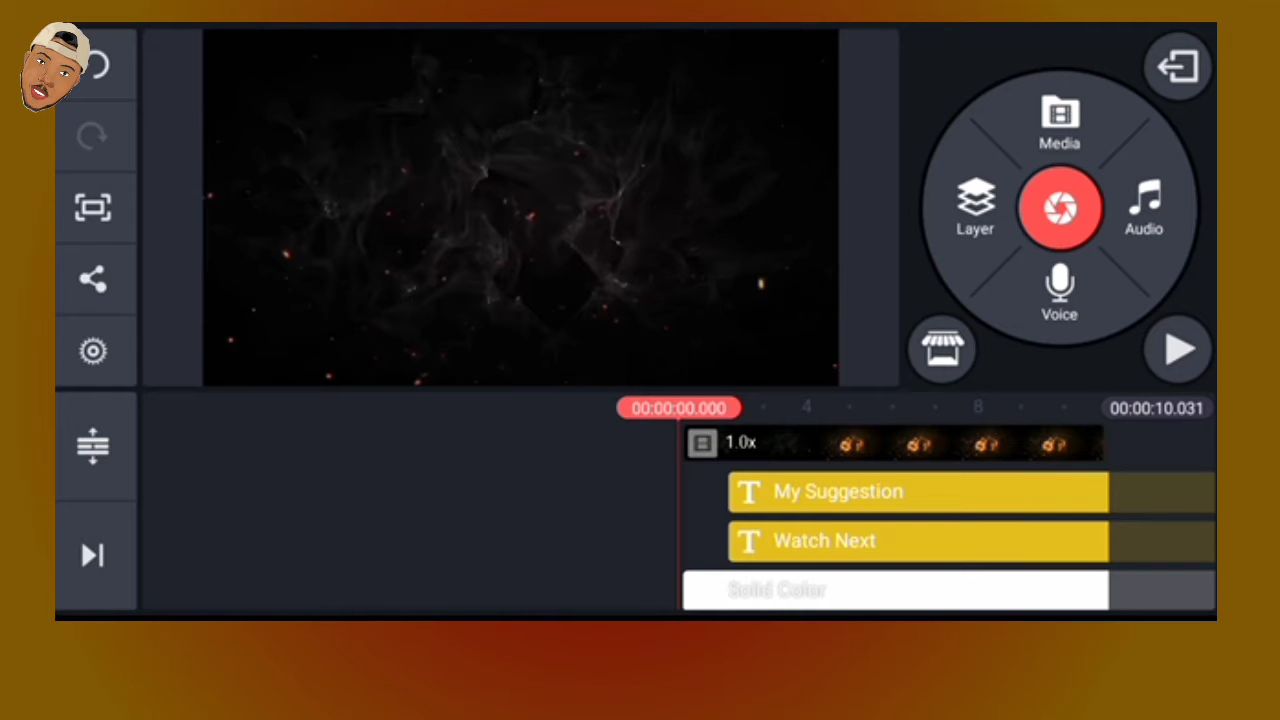 Media
Layer
Audio
Voice
00:00:00.000
4
8
00:00:10.031
1.0x
T My Suggestion
T Watch Next
Solid Color